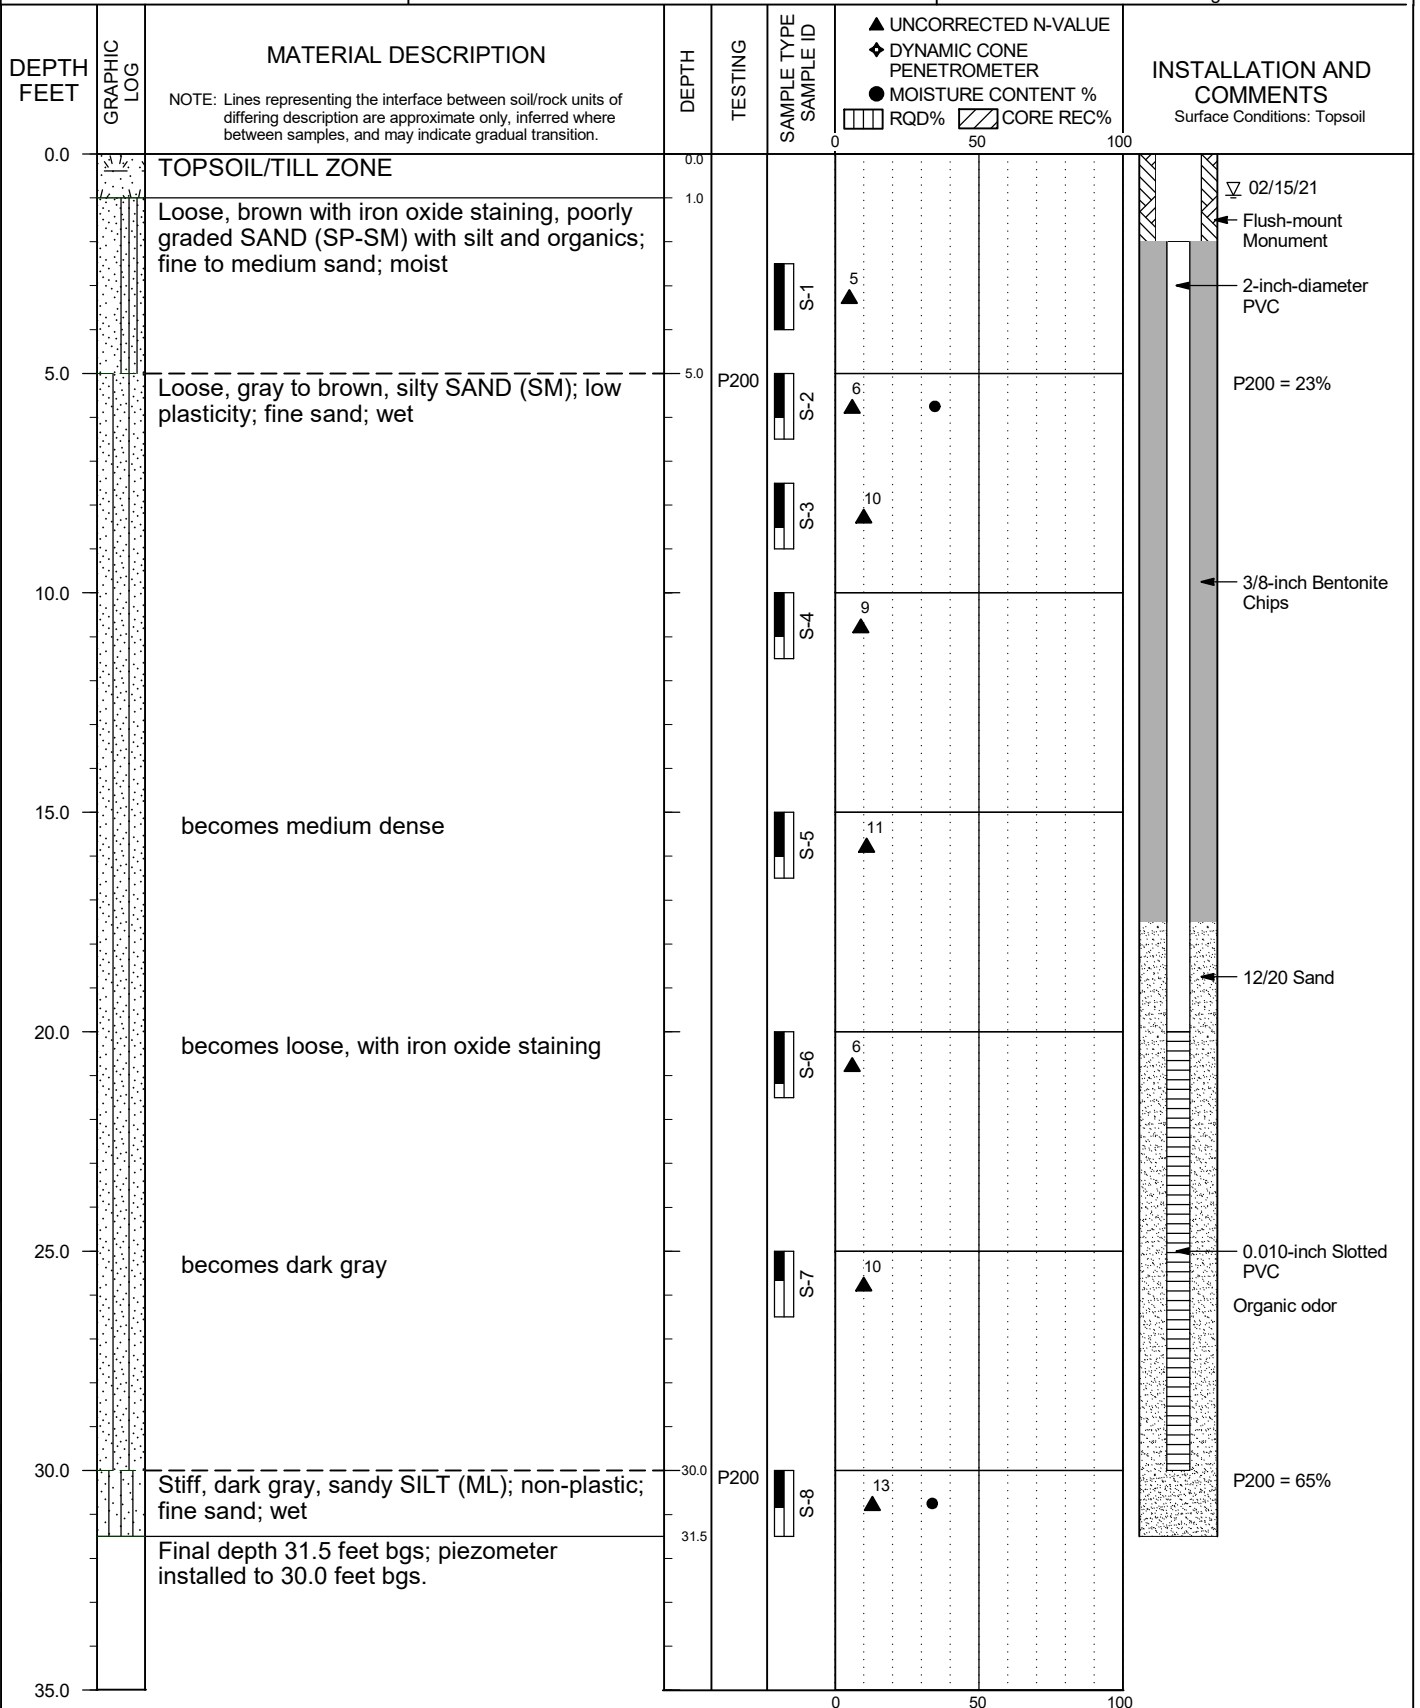 DEPTH
FEET
GRAPHIC
LOG
MATERIAL DESCRIPTION
NOTE: Lines representing the interface between soil/rock units of
differing description are approximate only, inferred where
between samples, and may indicate gradual transition.
DEPTH
TESTING
SAMPLE TYPE
SAMPLE ID
UNCORRECTED N-VALUE
DYNAMIC CONE
PENETROMETER
MOISTURE CONTENT %
RQD% CORE REC%
0 50 100
INSTALLATION AND
COMMENTS
Surface Conditions: Topsoil
0.0
TOPSOIL/TILL ZONE
0.0
02/15/21
1.0
Loose, brown with iron oxide staining, poorly
graded SAND (SP-SM) with silt and organics;
fine to medium sand; moist
Flush-mount
Monument
S-1
5
2-inch-diameter
PVC
5.0
Loose, gray to brown, silty SAND (SM); low
plasticity; fine sand; wet
5.0
P200
S-2
6
P200 = 23%
S-3
10
10.0
S-4
9
3/8-inch Bentonite
Chips
15.0
becomes medium dense
S-5
11
12/20 Sand
20.0
becomes loose, with iron oxide staining
S-6
6
25.0
becomes dark gray
S-7
10
0.010-inch Slotted
PVC
Organic odor
30.0
Stiff, dark gray, sandy SILT (ML); non-plastic;
fine sand; wet
30.0
P200
S-8
13
P200 = 65%
31.5
Final depth 31.5 feet bgs; piezometer
installed to 30.0 feet bgs.
35.0
0 50 100